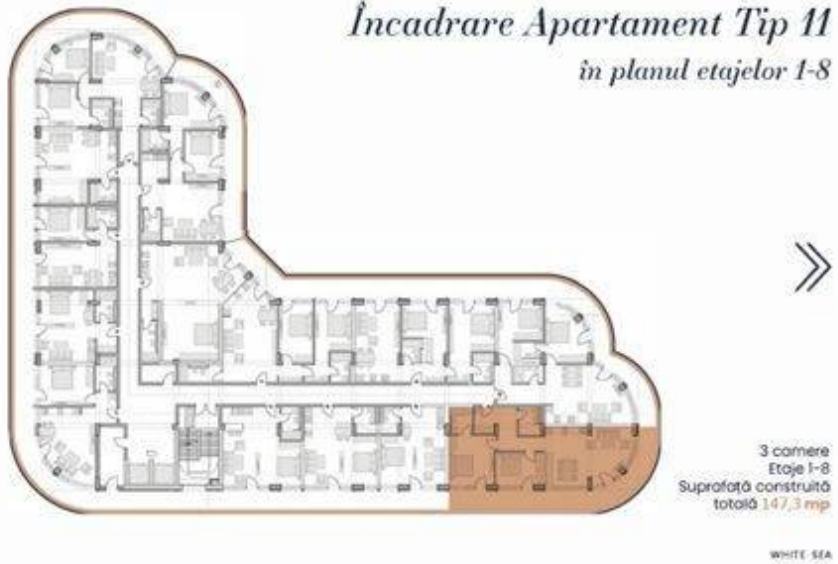 Încadrare Apartament Tip 11
în planul etajelor 1-8
3 camere
Etaje 1-8
Suprafață construită
totală 147,3 mp
WHITE SEA